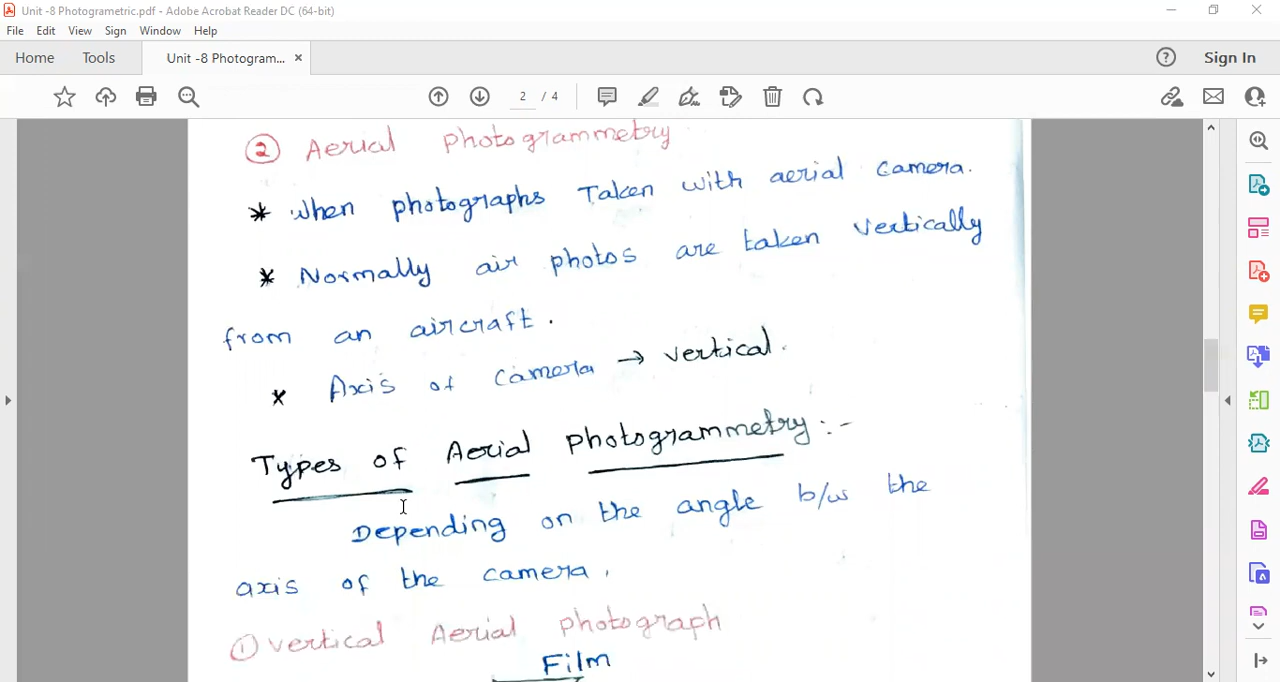 Unit -8 Photogrametric.pdf - Adobe Acrobat Reader DC (64-bit)
File Edit View Sign Window Help
Home Tools Unit -8 Photogram... ×
? Sign In
2 / 4
② Aerial photogrammetry
* When photographs Taken with aerial camera.
* Normally air photos are taken vertically
from an aircraft.
* Axis of camera → vertical.
Types of Aerial photogrammetry :-
Depending on the angle b/w the
axis of the camera.
① vertical Aerial photograph
Film